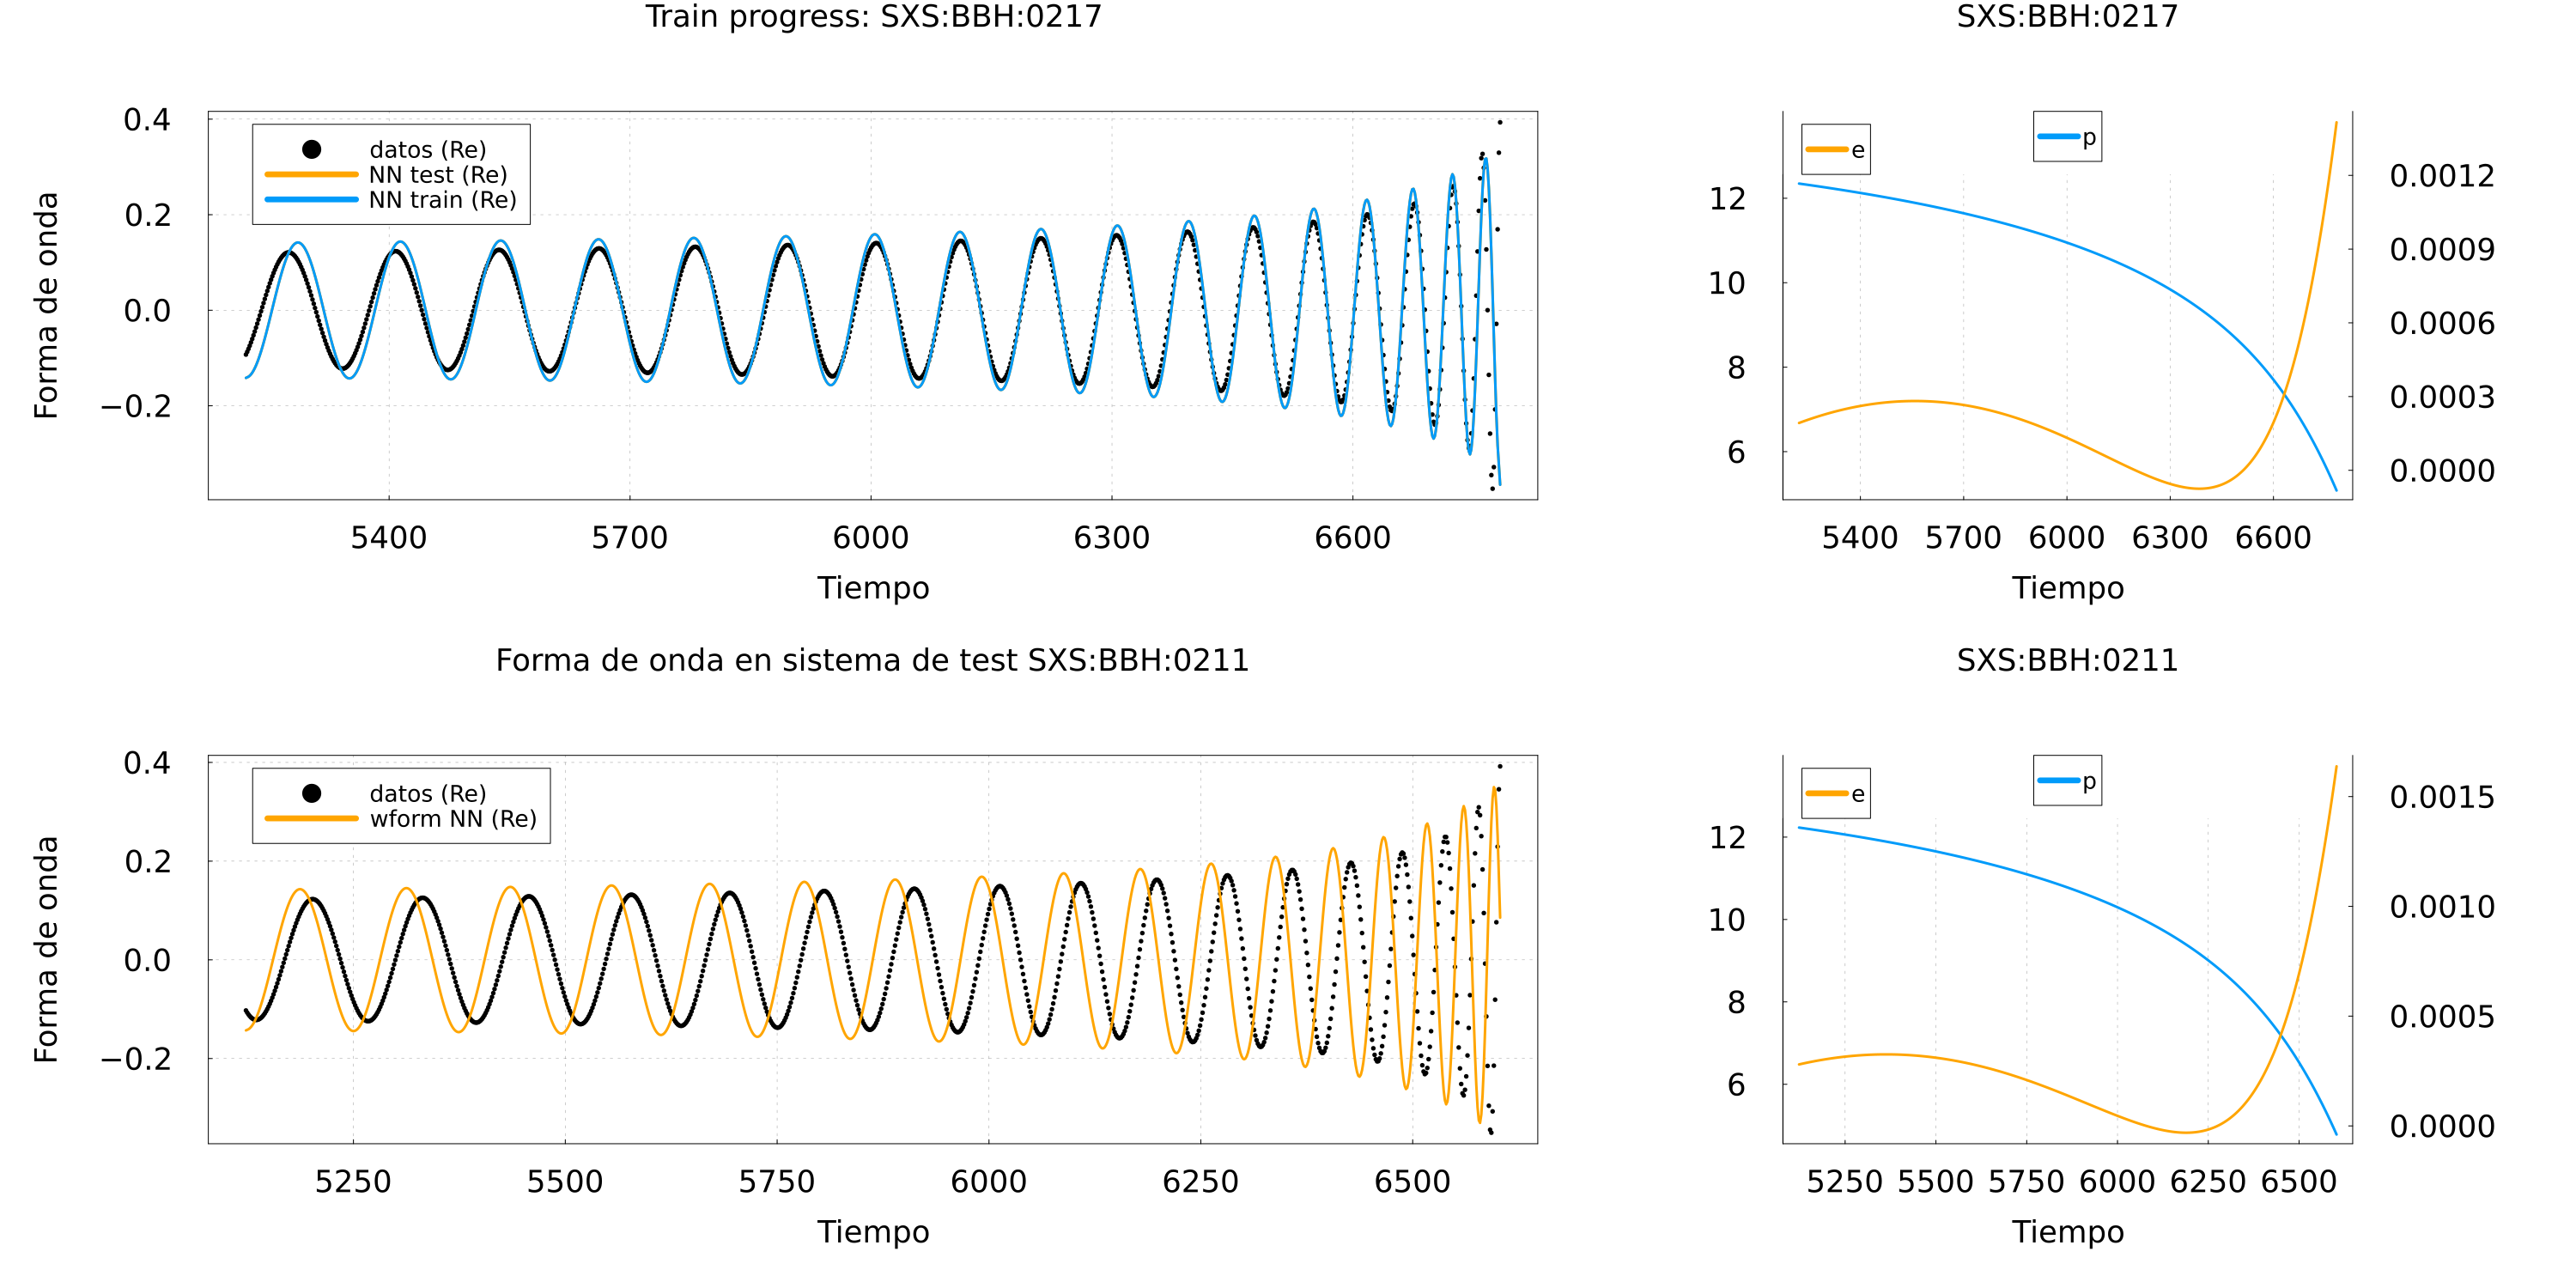 Train progress: SXS:BBH:0217
SXS:BBH:0217
Forma de onda
0.4
0.2
0.0
−0.2
datos (Re)
NN test (Re)
NN train (Re)
5400 5700 6000 6300 6600
Tiempo
e
p
12
10
8
6
0.0012
0.0009
0.0006
0.0003
0.0000
5400 5700 6000 6300 6600
Tiempo
Forma de onda en sistema de test SXS:BBH:0211
SXS:BBH:0211
Forma de onda
0.4
0.2
0.0
−0.2
datos (Re)
wform NN (Re)
5250 5500 5750 6000 6250 6500
Tiempo
e
p
12
10
8
6
0.0015
0.0010
0.0005
0.0000
5250 5500 5750 6000 6250 6500
Tiempo